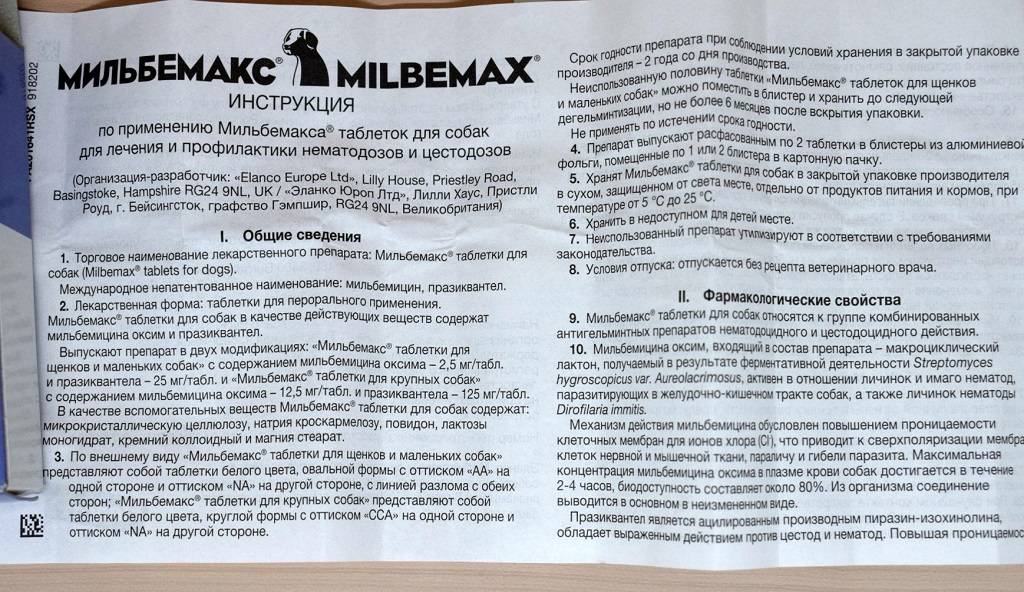 МИЛЬБЕМАКС® MILBEMAX®
ИНСТРУКЦИЯ
по применению Мильбемакса® таблеток для собак
для лечения и профилактики нематодозов и цестодозов
(Организация-разработчик: «Elanco Europe Ltd», Lilly House, Priestley Road,
Basingstoke, Hampshire RG24 9NL, UK / «Эланко Юроп Лтд», Лилли Хаус, Пристли
Роуд, г. Бейсингсток, графство Гэмпшир, RG24 9NL, Великобритания)
I. Общие сведения
1. Торговое наименование лекарственного препарата: Мильбемакс® таблетки для
собак (Milbemax® tablets for dogs).
Международное непатентованное наименование: мильбемицин, празиквантел.
2. Лекарственная форма: таблетки для перорального применения.
Мильбемакс® таблетки для собак в качестве действующих веществ содержат
мильбемицина оксим и празиквантел.
Выпускают препарат в двух модификациях: «Мильбемакс® таблетки для
щенков и маленьких собак» с содержанием мильбемицина оксима – 2,5 мг/табл.
и празиквантела – 25 мг/табл. и «Мильбемакс® таблетки для крупных собак»
с содержанием мильбемицина оксима – 12,5 мг/табл. и празиквантела – 125 мг/табл.
В качестве вспомогательных веществ Мильбемакс® таблетки для собак содержат:
микрокристаллическую целлюлозу, натрия кроскармелозу, повидон, лактозы
моногидрат, кремний коллоидный и магния стеарат.
3. По внешнему виду «Мильбемакс® таблетки для щенков и маленьких собак»
представляют собой таблетки белого цвета, овальной формы с оттиском «АА» на
одной стороне и оттиском «NA» на другой стороне, с линией разлома с обеих
сторон; «Мильбемакс® таблетки для крупных собак» представляют собой
таблетки белого цвета, круглой формы с оттиском «ССА» на одной стороне и
оттиском «NA» на другой стороне.
Срок годности препарата при соблюдении условий хранения в закрытой упаковке
производителя – 2 года со дня производства.
Неиспользованную половину таблетки «Мильбемакс® таблеток для щенков
и маленьких собак» можно поместить в блистер и хранить до следующей
дегельминтизации, но не более 6 месяцев после вскрытия упаковки.
Не применять по истечении срока годности.
4. Препарат выпускают расфасованным по 2 таблетки в блистеры из алюминиевой
фольги, помещенные по 1 или 2 блистера в картонную пачку.
5. Хранят Мильбемакс® таблетки для собак в закрытой упаковке производителя
в сухом, защищенном от света месте, отдельно от продуктов питания и кормов, при
температуре от 5 °С до 25 °С.
6. Хранить в недоступном для детей месте.
7. Неиспользованный препарат утилизируют в соответствии с требованиями
законодательства.
8. Условия отпуска: отпускается без рецепта ветеринарного врача.
II. Фармакологические свойства
9. Мильбемакс® таблетки для собак относятся к группе комбинированных
антигельминтных препаратов нематодоцидного и цестодоцидного действия.
10. Мильбемицина оксим, входящий в состав препарата – макроциклический
лактон, получаемый в результате ферментативной деятельности Streptomyces
hygroscopicus var. Aureolacrimosus, активен в отношении личинок и имаго нематод,
паразитирующих в желудочно-кишечном тракте собак, а также личинок нематоды
Dirofilaria immitis.
Механизм действия мильбемицина обусловлен повышением проницаемости
клеточных мембран для ионов хлора (Cl⁻), что приводит к сверхполяризации мембра
клеток нервной и мышечной ткани, параличу и гибели паразита. Максимальная
концентрация мильбемицина оксима в плазме крови собак достигается в течение
2-4 часов, биодоступность составляет около 80%. Из организма соединение
выводится в основном в неизмененном виде.
Празиквантел является ацилированным производным пиразин-изохинолина,
обладает выраженным действием против цестод и нематод. Повышая проницаемос
918202